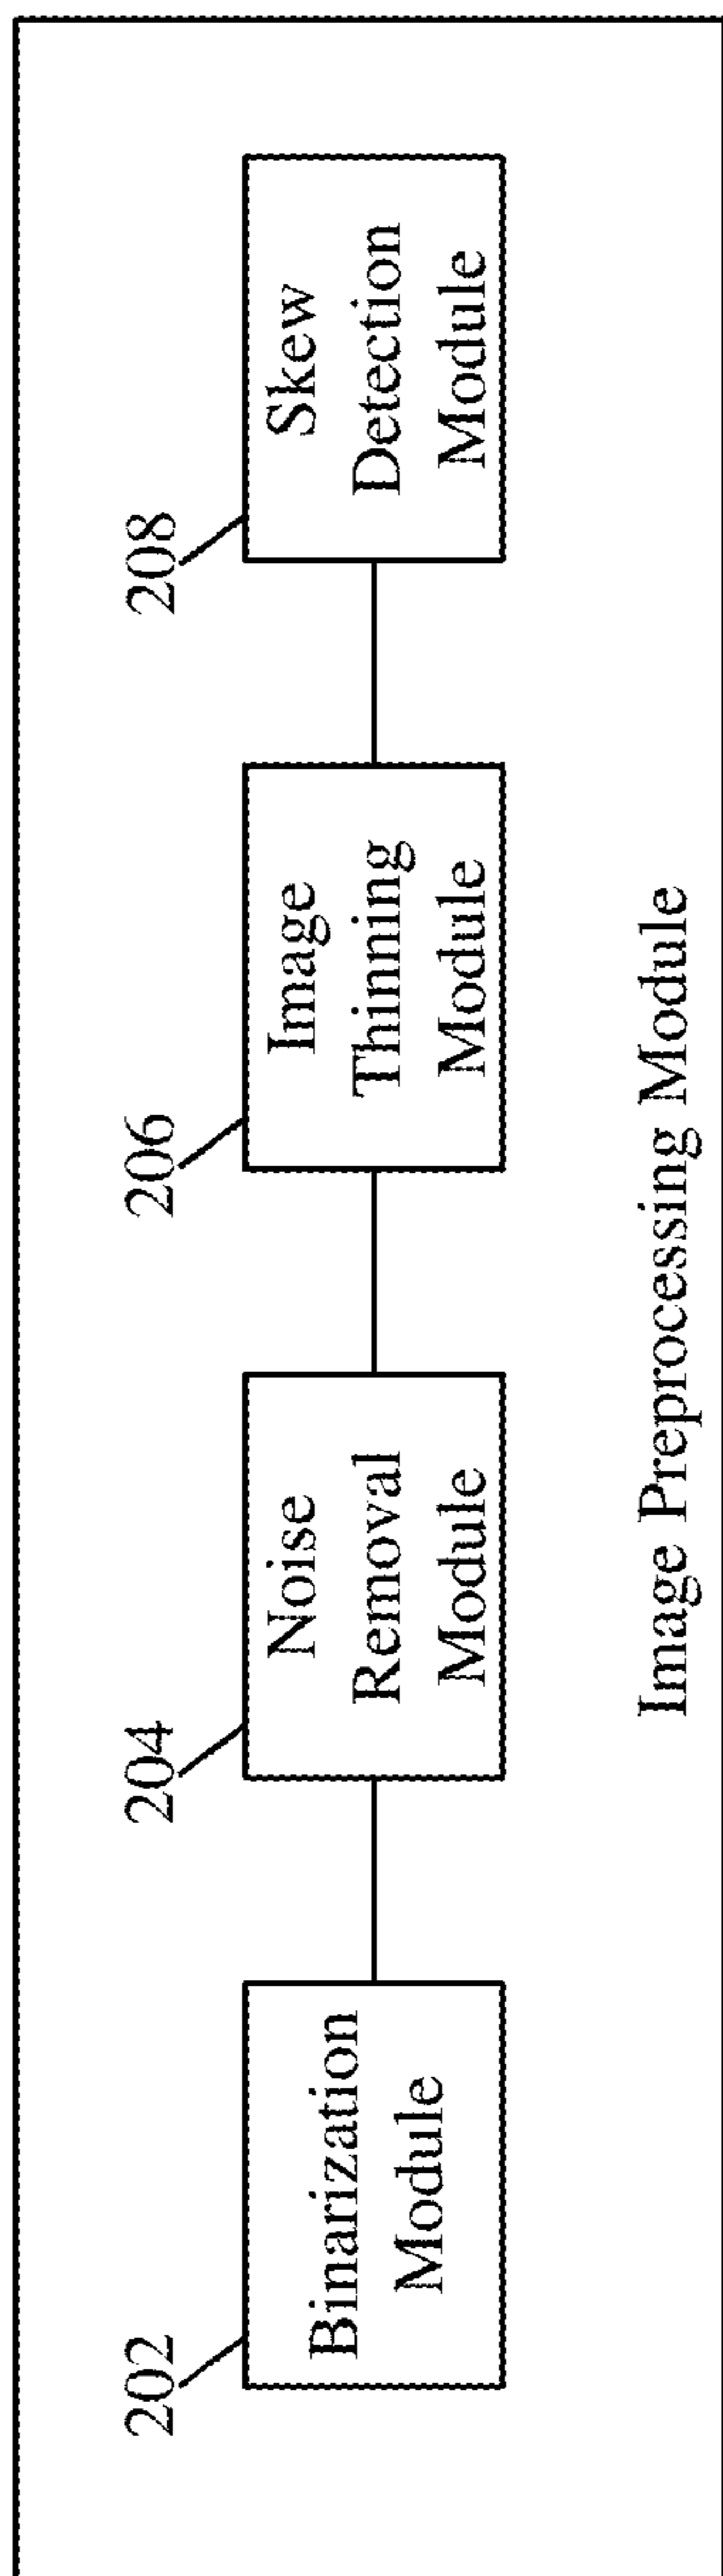 202
Binarization
Module
204
Noise
Removal
Module
206
Image
Thinning
Module
208
Skew
Detection
Module
Image Preprocessing Module